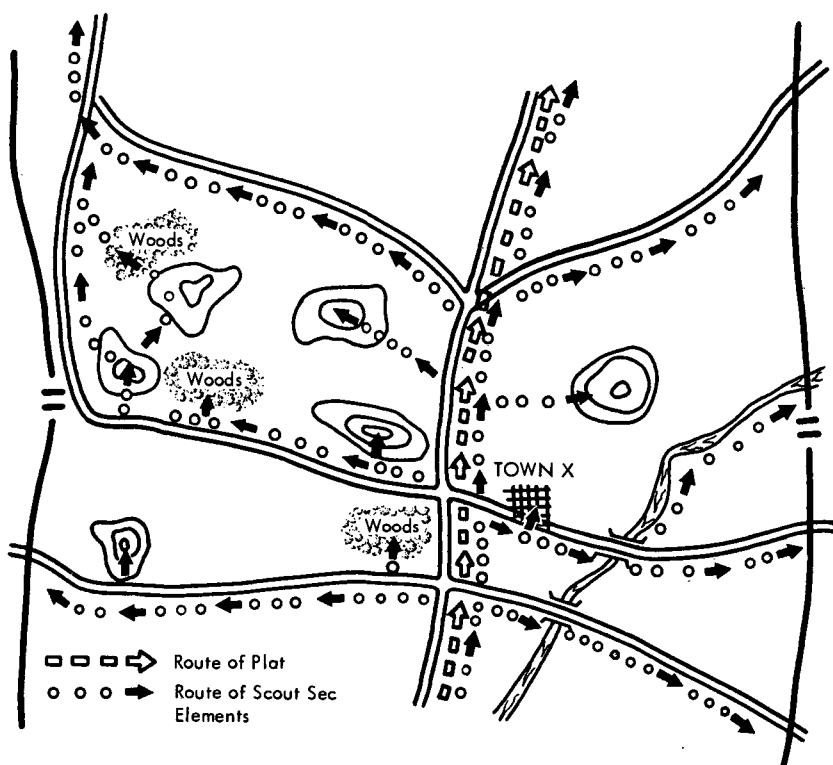 Woods
Woods
TOWN X
Woods
Route of Plat
Route of Scout Sec
Elements